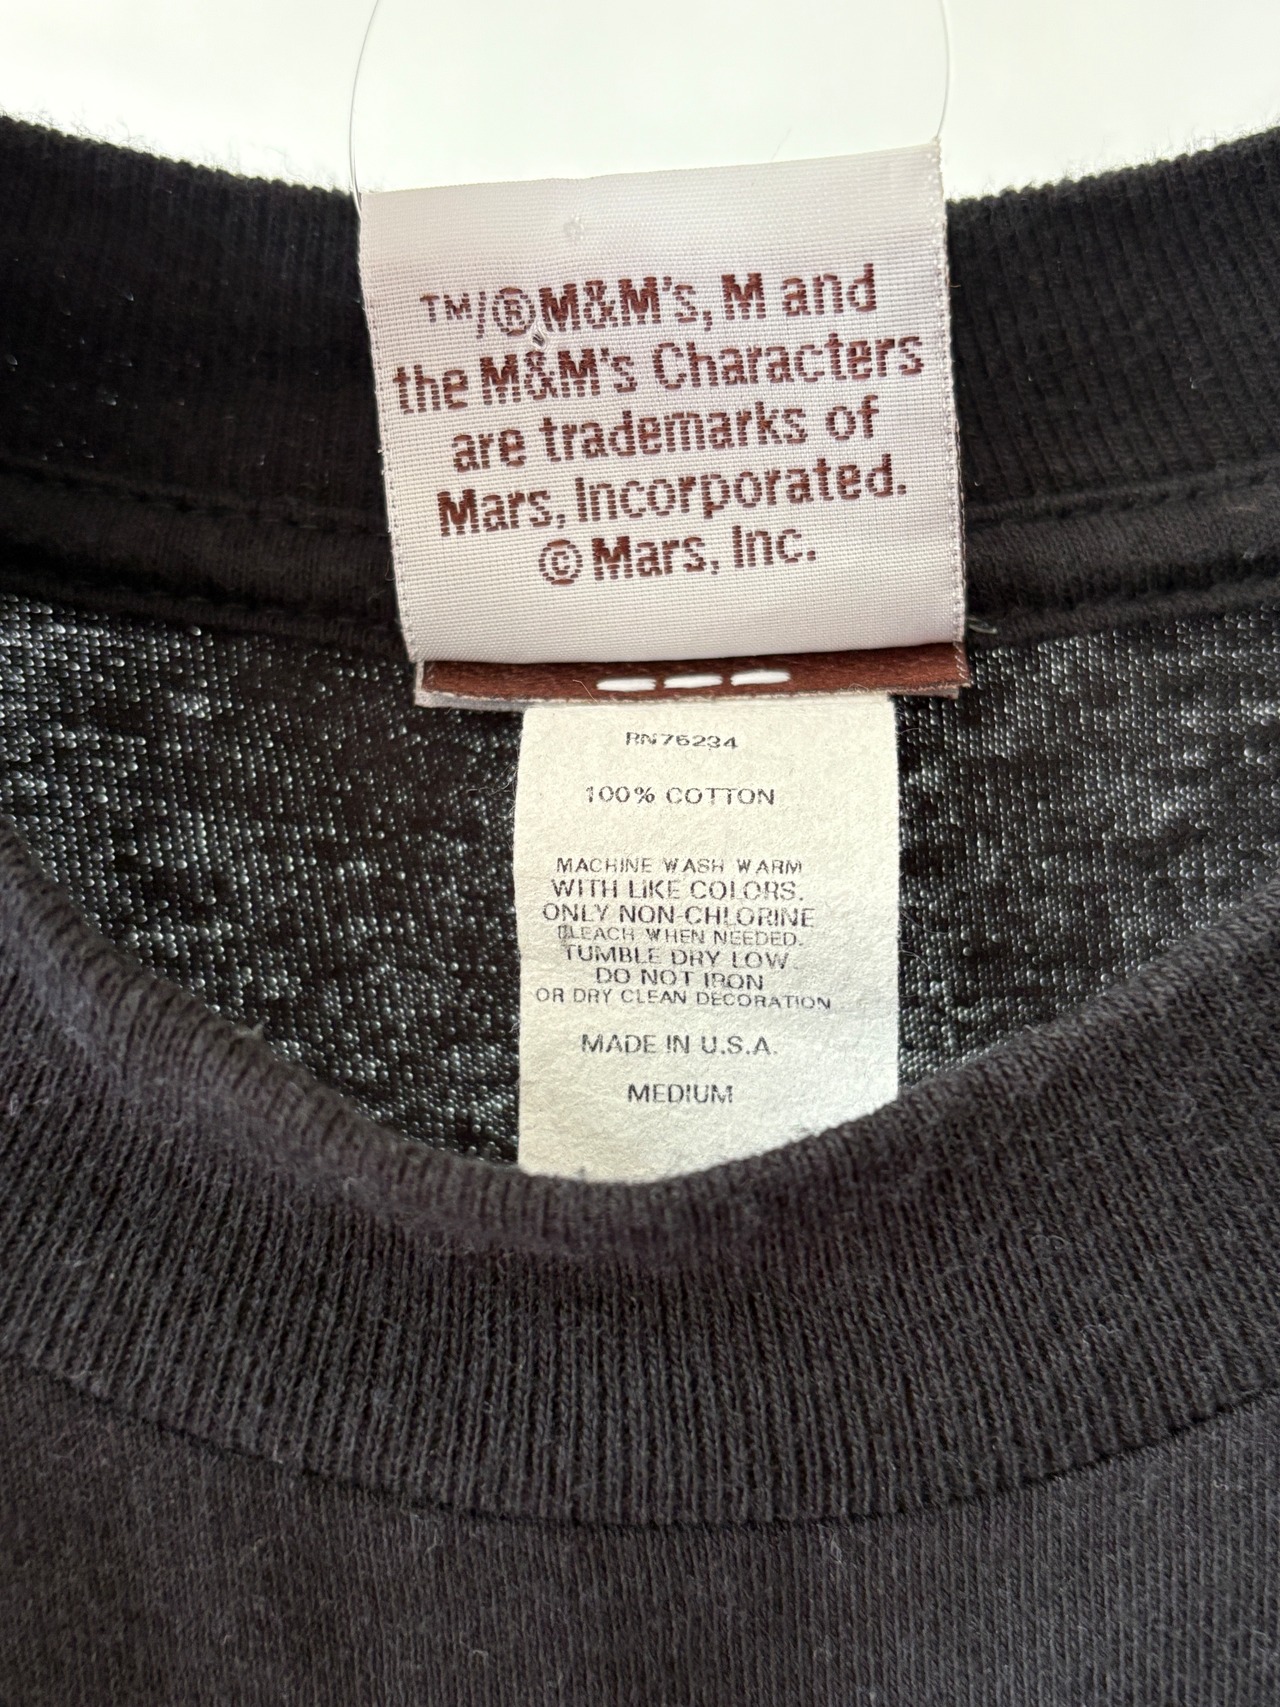 ™/®M&M's, M and
the M&M's Characters
are trademarks of
Mars, Incorporated.
© Mars, Inc.
RN76234
100% COTTON
MACHINE WASH WARM
WITH LIKE COLORS.
ONLY NON-CHLORINE
BLEACH WHEN NEEDED.
TUMBLE DRY LOW.
DO NOT IRON
OR DRY CLEAN DECORATION
MADE IN U.S.A.
MEDIUM